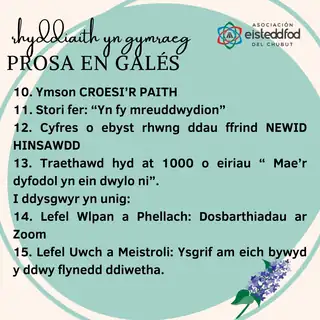 rhyddiaith yn gymraeg
ASOCIACIÓN
eisteddfod
DEL CHUBUT
PROSA EN GALÉS
10. Ymson CROESI'R PAITH
11. Stori fer: “Yn fy mreuddwydion”
12. Cyfres o ebyst rhwng ddau ffrind NEWID
HINSAWDD
13. Traethawd hyd at 1000 o eiriau “ Mae’r
dyfodol yn ein dwylo ni”.
I ddysgwyr yn unig:
14. Lefel Wlpan a Phellach: Dosbarthiadau ar
Zoom
15. Lefel Uwch a Meistroli: Ysgrif am eich bywyd
y ddwy flynedd ddiwetha.